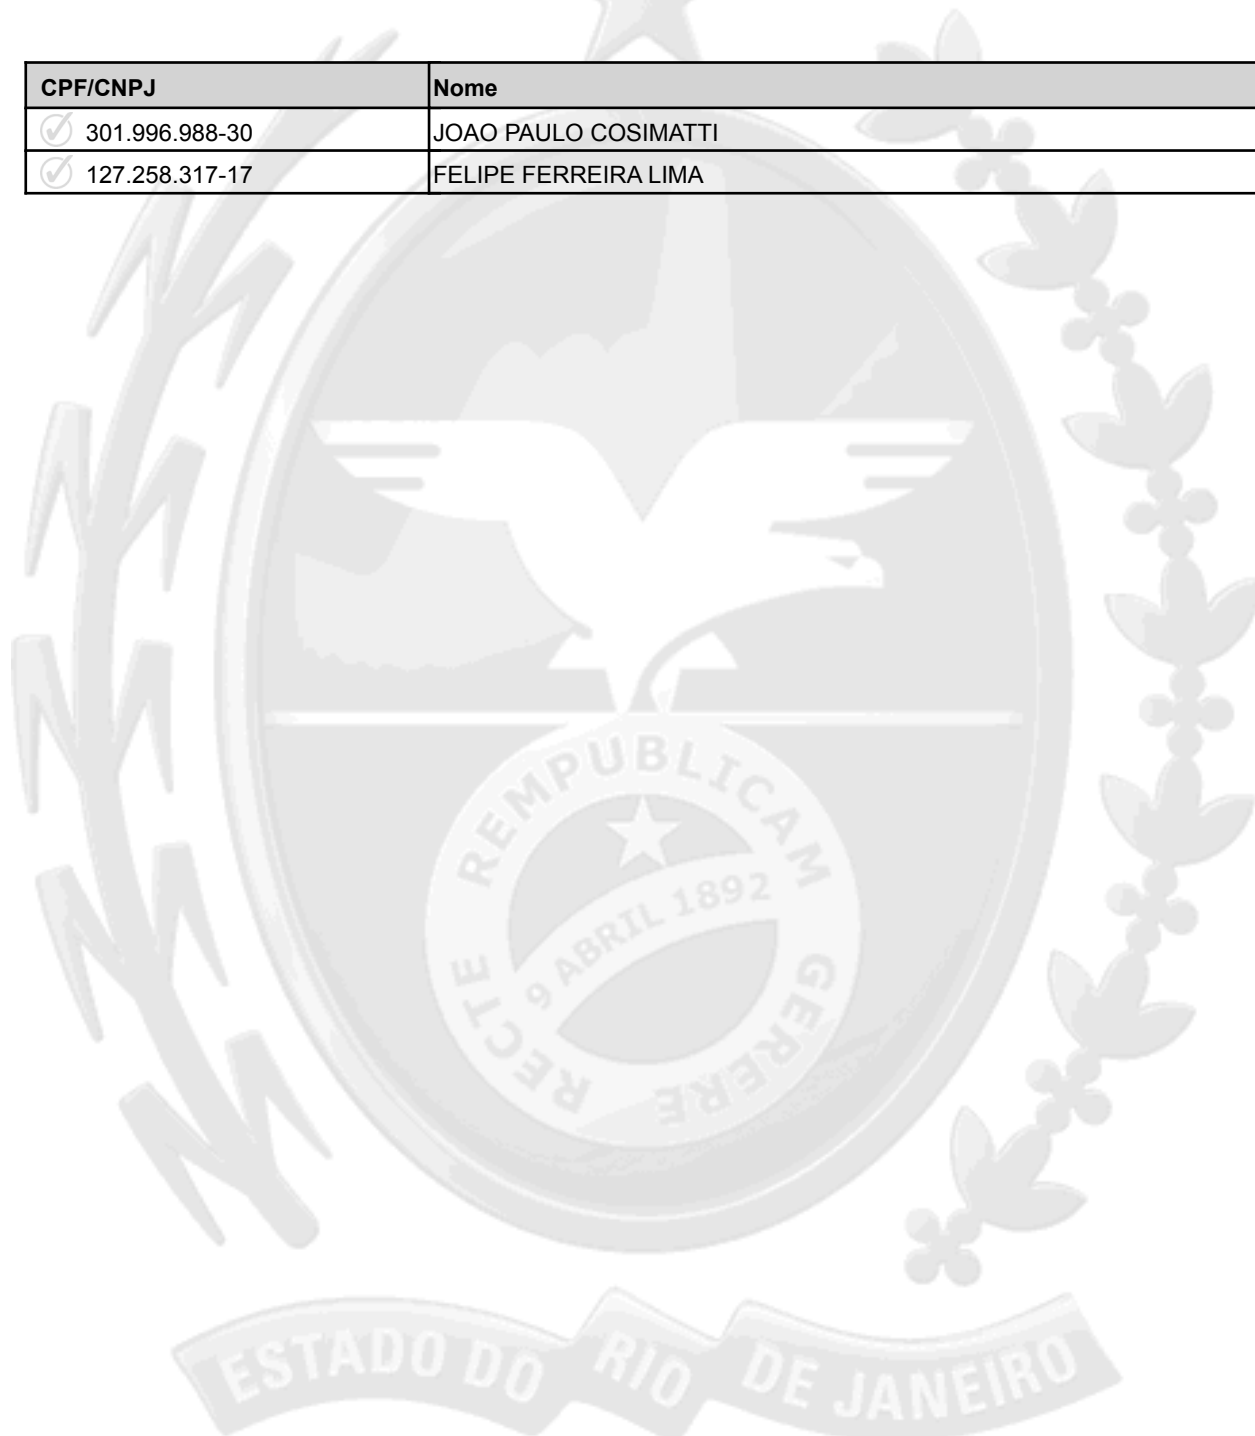 CPF/CNPJ Nome
301.996.988-30 JOAO PAULO COSIMATTI
127.258.317-17 FELIPE FERREIRA LIMA
REMPUBLICAM
9 ABRIL 1892
RECTE GERERE
ESTADO DO RIO DE JANEIRO